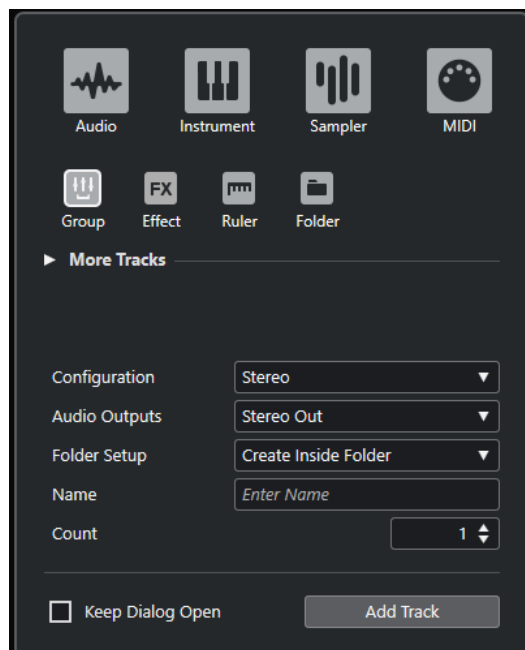 Audio Instrument Sampler MIDI
FX
Group Effect Ruler Folder
More Tracks
Configuration Stereo
Audio Outputs Stereo Out
Folder Setup Create Inside Folder
Name Enter Name
Count 1
Keep Dialog Open Add Track